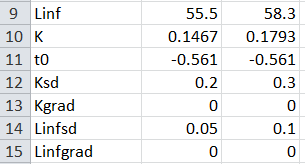 9 Linf 55.5 58.3
10 K 0.1467 0.1793
11 t0 -0.561 -0.561
12 Ksd 0.2 0.3
13 Kgrad 0 0
14 Linfsd 0.05 0.1
15 Linfgrad 0 0